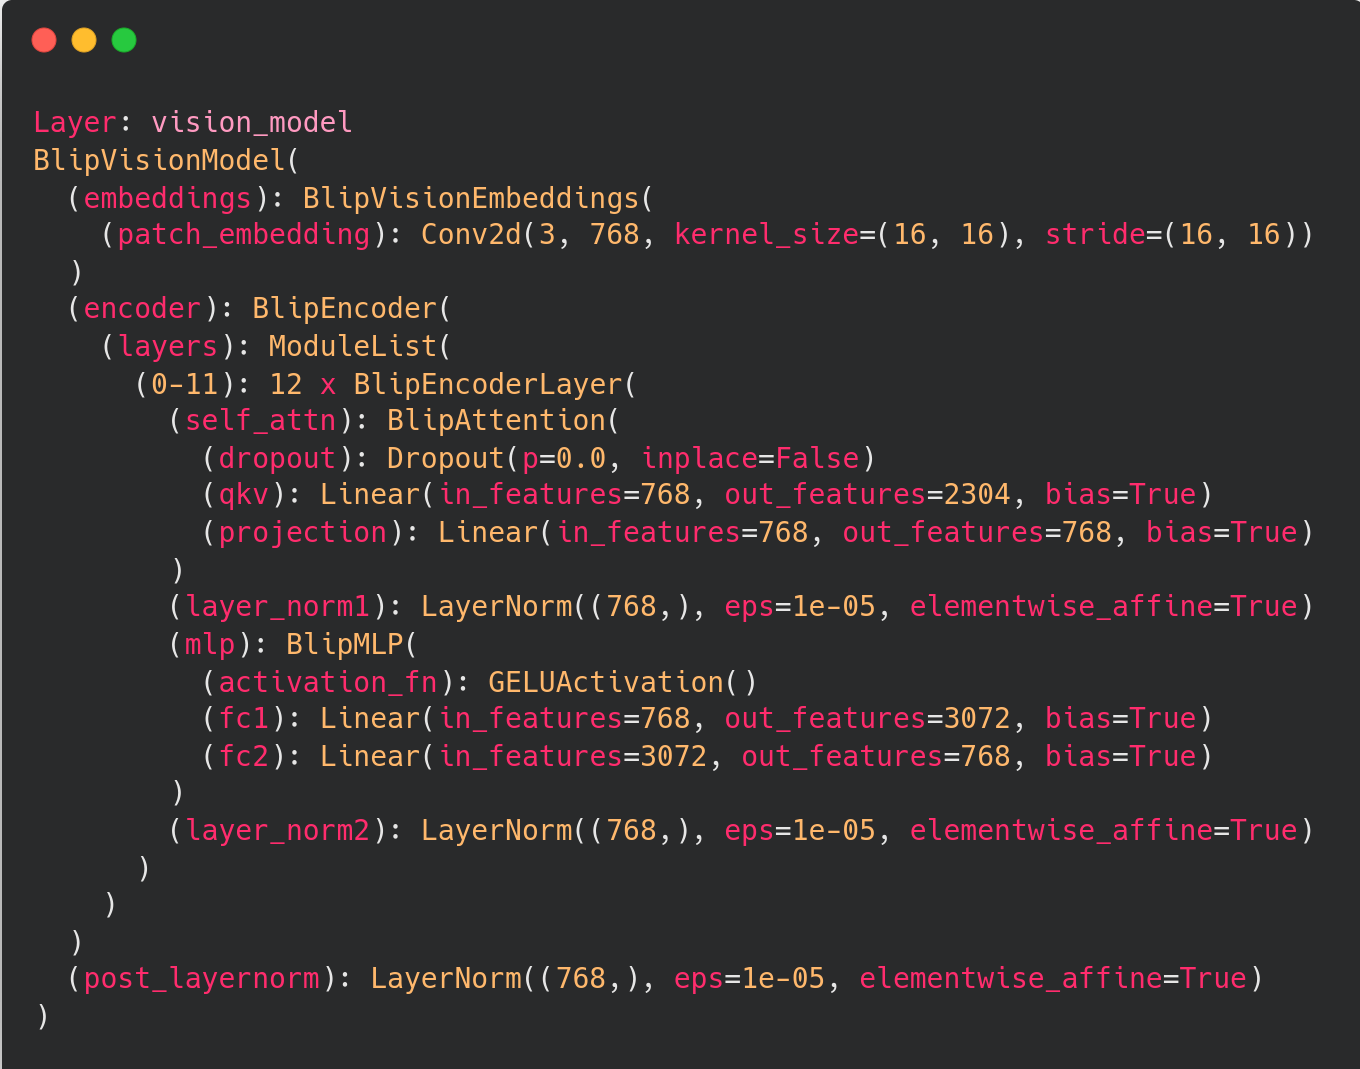 Layer: vision_model
BlipVisionModel(
  (embeddings): BlipVisionEmbeddings(
    (patch_embedding): Conv2d(3, 768, kernel_size=(16, 16), stride=(16, 16))
  )
  (encoder): BlipEncoder(
    (layers): ModuleList(
      (0-11): 12 x BlipEncoderLayer(
        (self_attn): BlipAttention(
          (dropout): Dropout(p=0.0, inplace=False)
          (qkv): Linear(in_features=768, out_features=2304, bias=True)
          (projection): Linear(in_features=768, out_features=768, bias=True)
        )
        (layer_norm1): LayerNorm((768,), eps=1e-05, elementwise_affine=True)
        (mlp): BlipMLP(
          (activation_fn): GELUActivation()
          (fc1): Linear(in_features=768, out_features=3072, bias=True)
          (fc2): Linear(in_features=3072, out_features=768, bias=True)
        )
        (layer_norm2): LayerNorm((768,), eps=1e-05, elementwise_affine=True)
      )
    )
  )
  (post_layernorm): LayerNorm((768,), eps=1e-05, elementwise_affine=True)
)